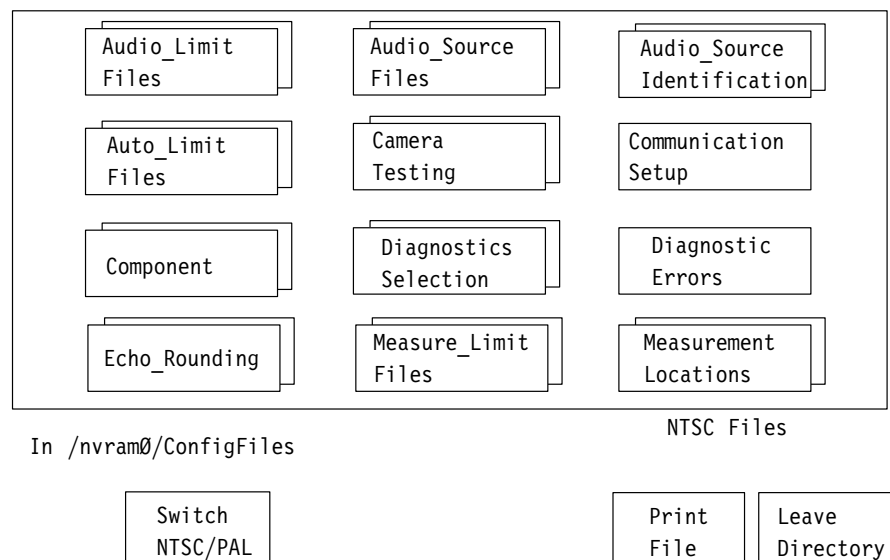 Audio_Limit
Files
Audio_Source
Files
Audio_Source
Identification
Auto_Limit
Files
Camera
Testing
Communication
Setup
Component
Diagnostics
Selection
Diagnostic
Errors
Echo_Rounding
Measure_Limit
Files
Measurement
Locations
NTSC Files
In /nvramØ/ConfigFiles
Switch
NTSC/PAL
Print
File
Leave
Directory